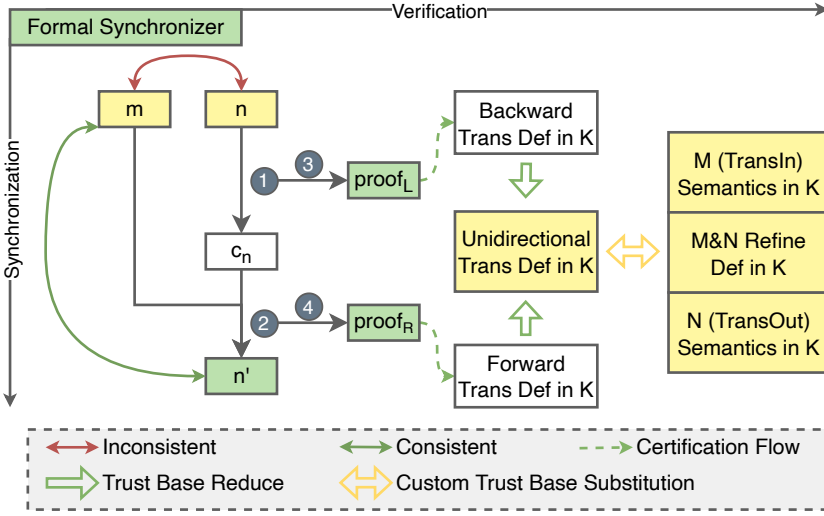 Verification
Formal Synchronizer
Synchronization
m
n
Backward
Trans Def in K
M (TransIn)
Semantics in K
1
3
proof_L
Unidirectional
Trans Def in K
M&N Refine
Def in K
c_n
2
4
proof_R
N (TransOut)
Semantics in K
n'
Forward
Trans Def in K
Inconsistent
Consistent
Certification Flow
Trust Base Reduce
Custom Trust Base Substitution